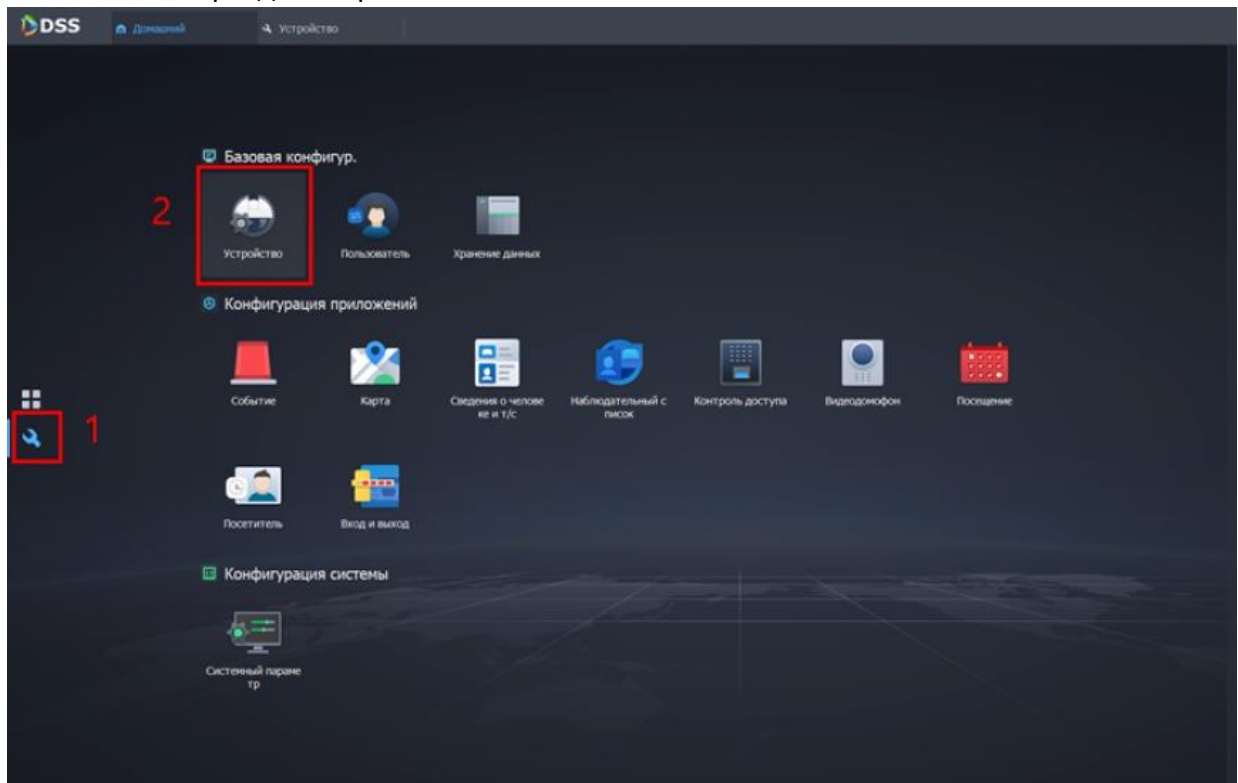 DSS
Домашний
Устройство
Базовая конфигур.
2
Устройство
Пользователь
Хранение данных
Конфигурация приложений
Событие
Карта
Сведения о челове
ке и т/с
Наблюдательный с
писок
Контроль доступа
Видеодомофон
Посещение
1
Посетитель
Вход и выход
Конфигурация системы
Системный параме
тр